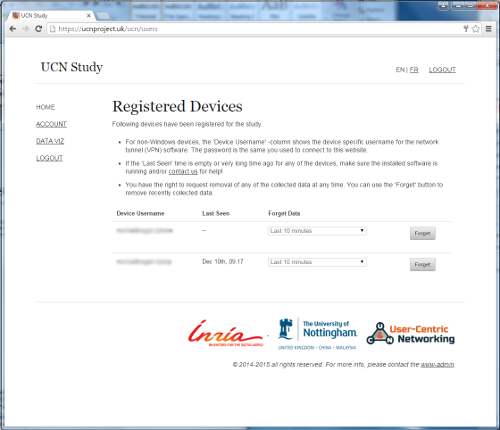 UCN Study
https://ucnproject.uk/ucn/users
UCN Study
EN | FR LOGOUT
HOME
ACCOUNT
DATA VIZ
LOGOUT
Registered Devices
Following devices have been registered for the study.
• For non-Windows devices, the 'Device Username' -column shows the device specific username for the network
tunnel (VPN) software. The password is the same you used to connect to this website.
• If the 'Last Seen' time is empty or very long time ago for any of the devices, make sure the installed software is
running and/or contact us for help!
• You have the right to request removal of any of the collected data at any time. You can use the 'Forget' button to
remove recently collected data.
Device Username Last Seen Forget Data
-- Last 10 minutes Forget
Dec 10th, 09:17 Last 10 minutes Forget
Inria
INVENTEURS DU MONDE NUMÉRIQUE
The University of
Nottingham
UNITED KINGDOM • CHINA • MALAYSIA
User-Centric
Networking
© 2014-2015 all rights reserved. For more info, please contact the www-admin.